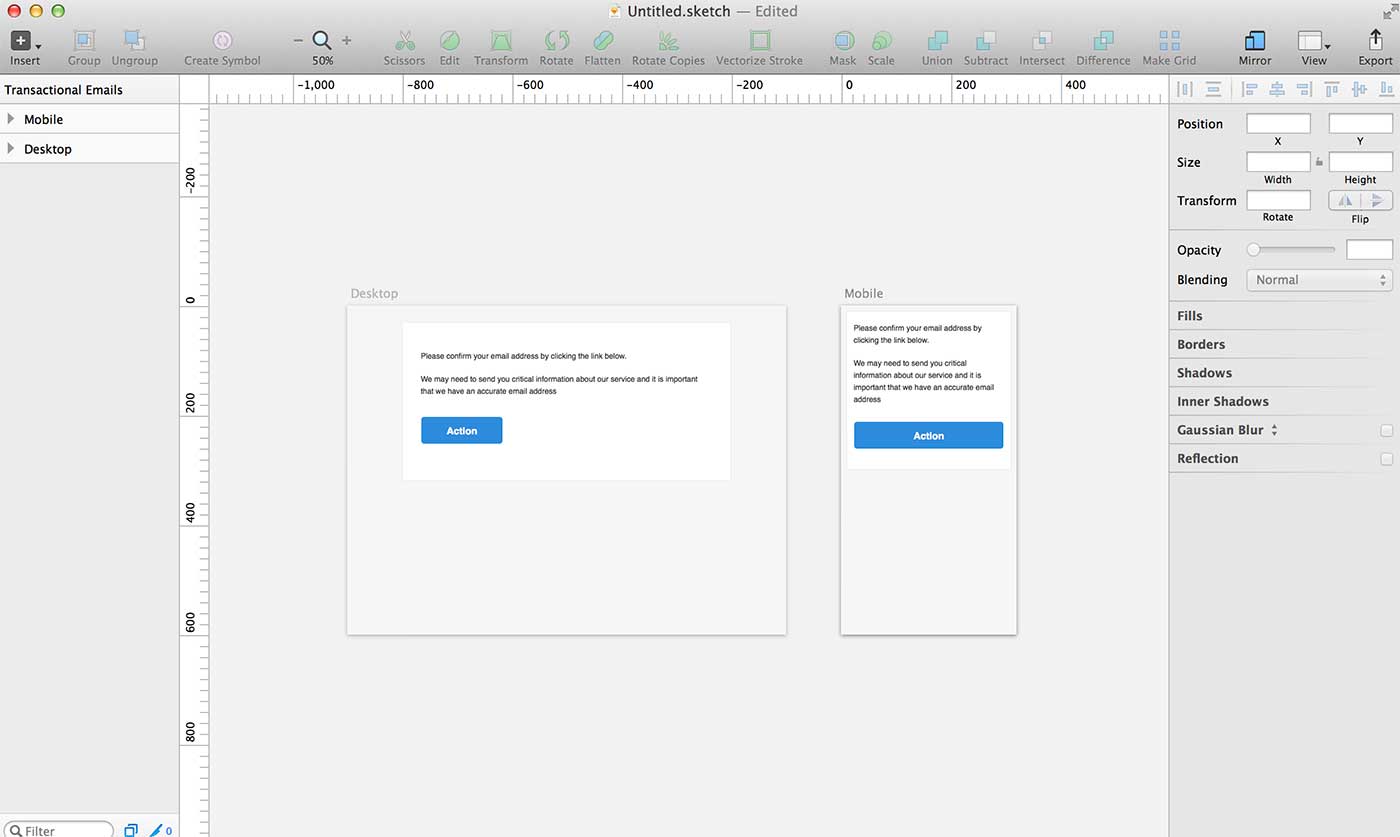 Untitled.sketch — Edited
Insert
Group
Ungroup
Create Symbol
50%
Scissors
Edit
Transform
Rotate
Flatten
Rotate Copies
Vectorize Stroke
Mask
Scale
Union
Subtract
Intersect
Difference
Make Grid
Mirror
View
Export
Transactional Emails
Mobile
Desktop
-1,000
-800
-600
-400
-200
0
200
400
-200
0
200
400
600
800
Desktop
Please confirm your email address by clicking the link below.
We may need to send you critical information about our service and it is important
that we have an accurate email address
Action
Mobile
Please confirm your email address by
clicking the link below.
We may need to send you critical
information about our service and it is
important that we have an accurate email
address
Action
Position
X
Y
Size
Width
Height
Transform
Rotate
Flip
Opacity
Blending
Normal
Fills
Borders
Shadows
Inner Shadows
Gaussian Blur
Reflection
Filter
0